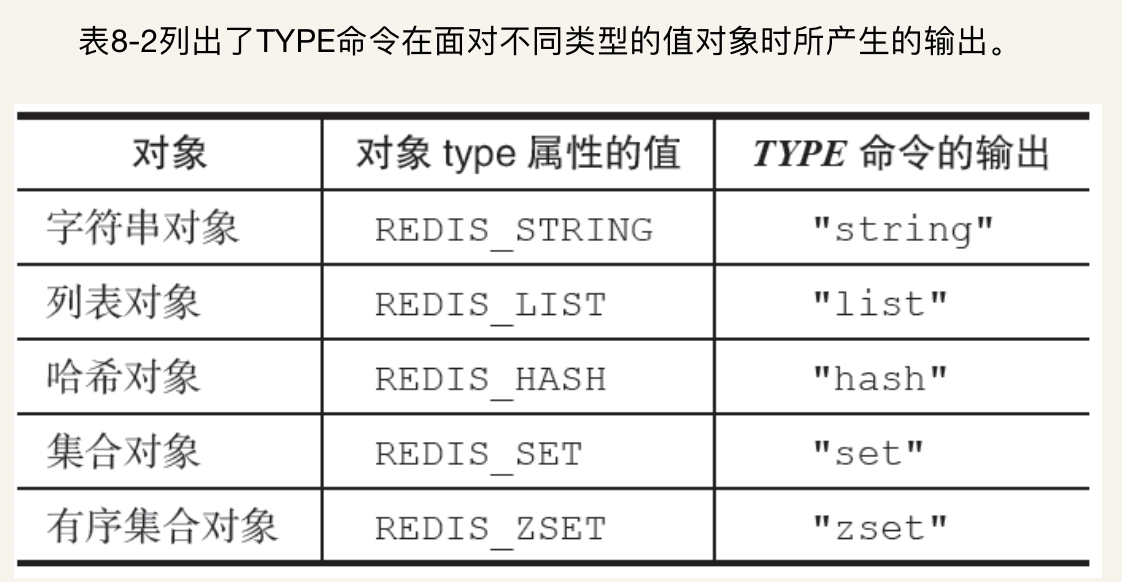 表8-2列出了TYPE命令在面对不同类型的值对象时所产生的输出。
对象 对象 type 属性的值 TYPE 命令的输出
字符串对象 REDIS_STRING "string"
列表对象 REDIS_LIST "list"
哈希对象 REDIS_HASH "hash"
集合对象 REDIS_SET "set"
有序集合对象 REDIS_ZSET "zset"